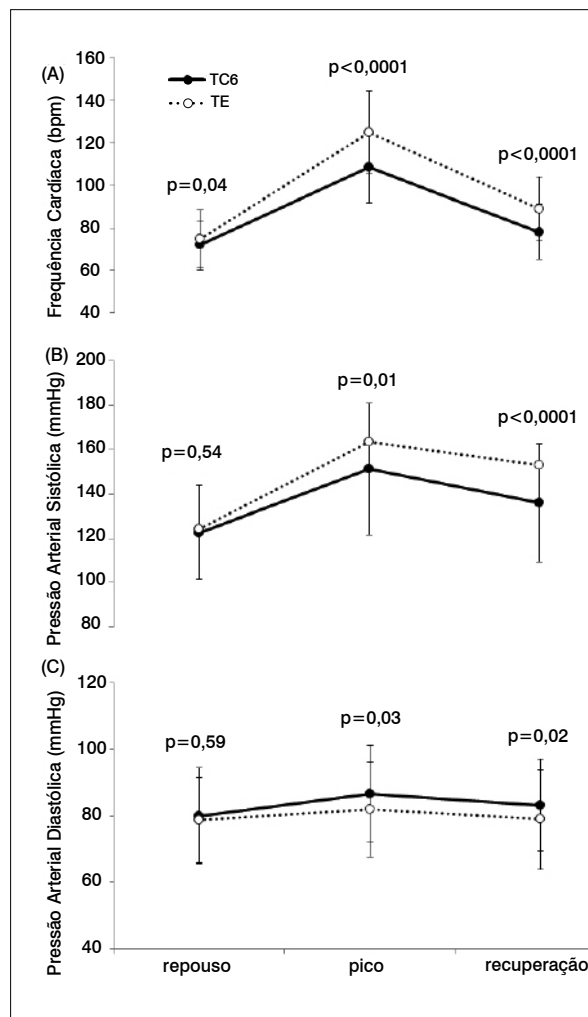 (A)
Frequência Cardíaca (bpm)
160
140
120
100
80
60
40
TC6
TE
p=0,04
p<0,0001
p<0,0001
(B)
Pressão Arterial Sistólica (mmHg)
200
180
160
140
120
100
80
p=0,54
p=0,01
p<0,0001
(C)
Pressão Arterial Diastólica (mmHg)
120
100
80
60
40
p=0,59
p=0,03
p=0,02
repouso
pico
recuperação